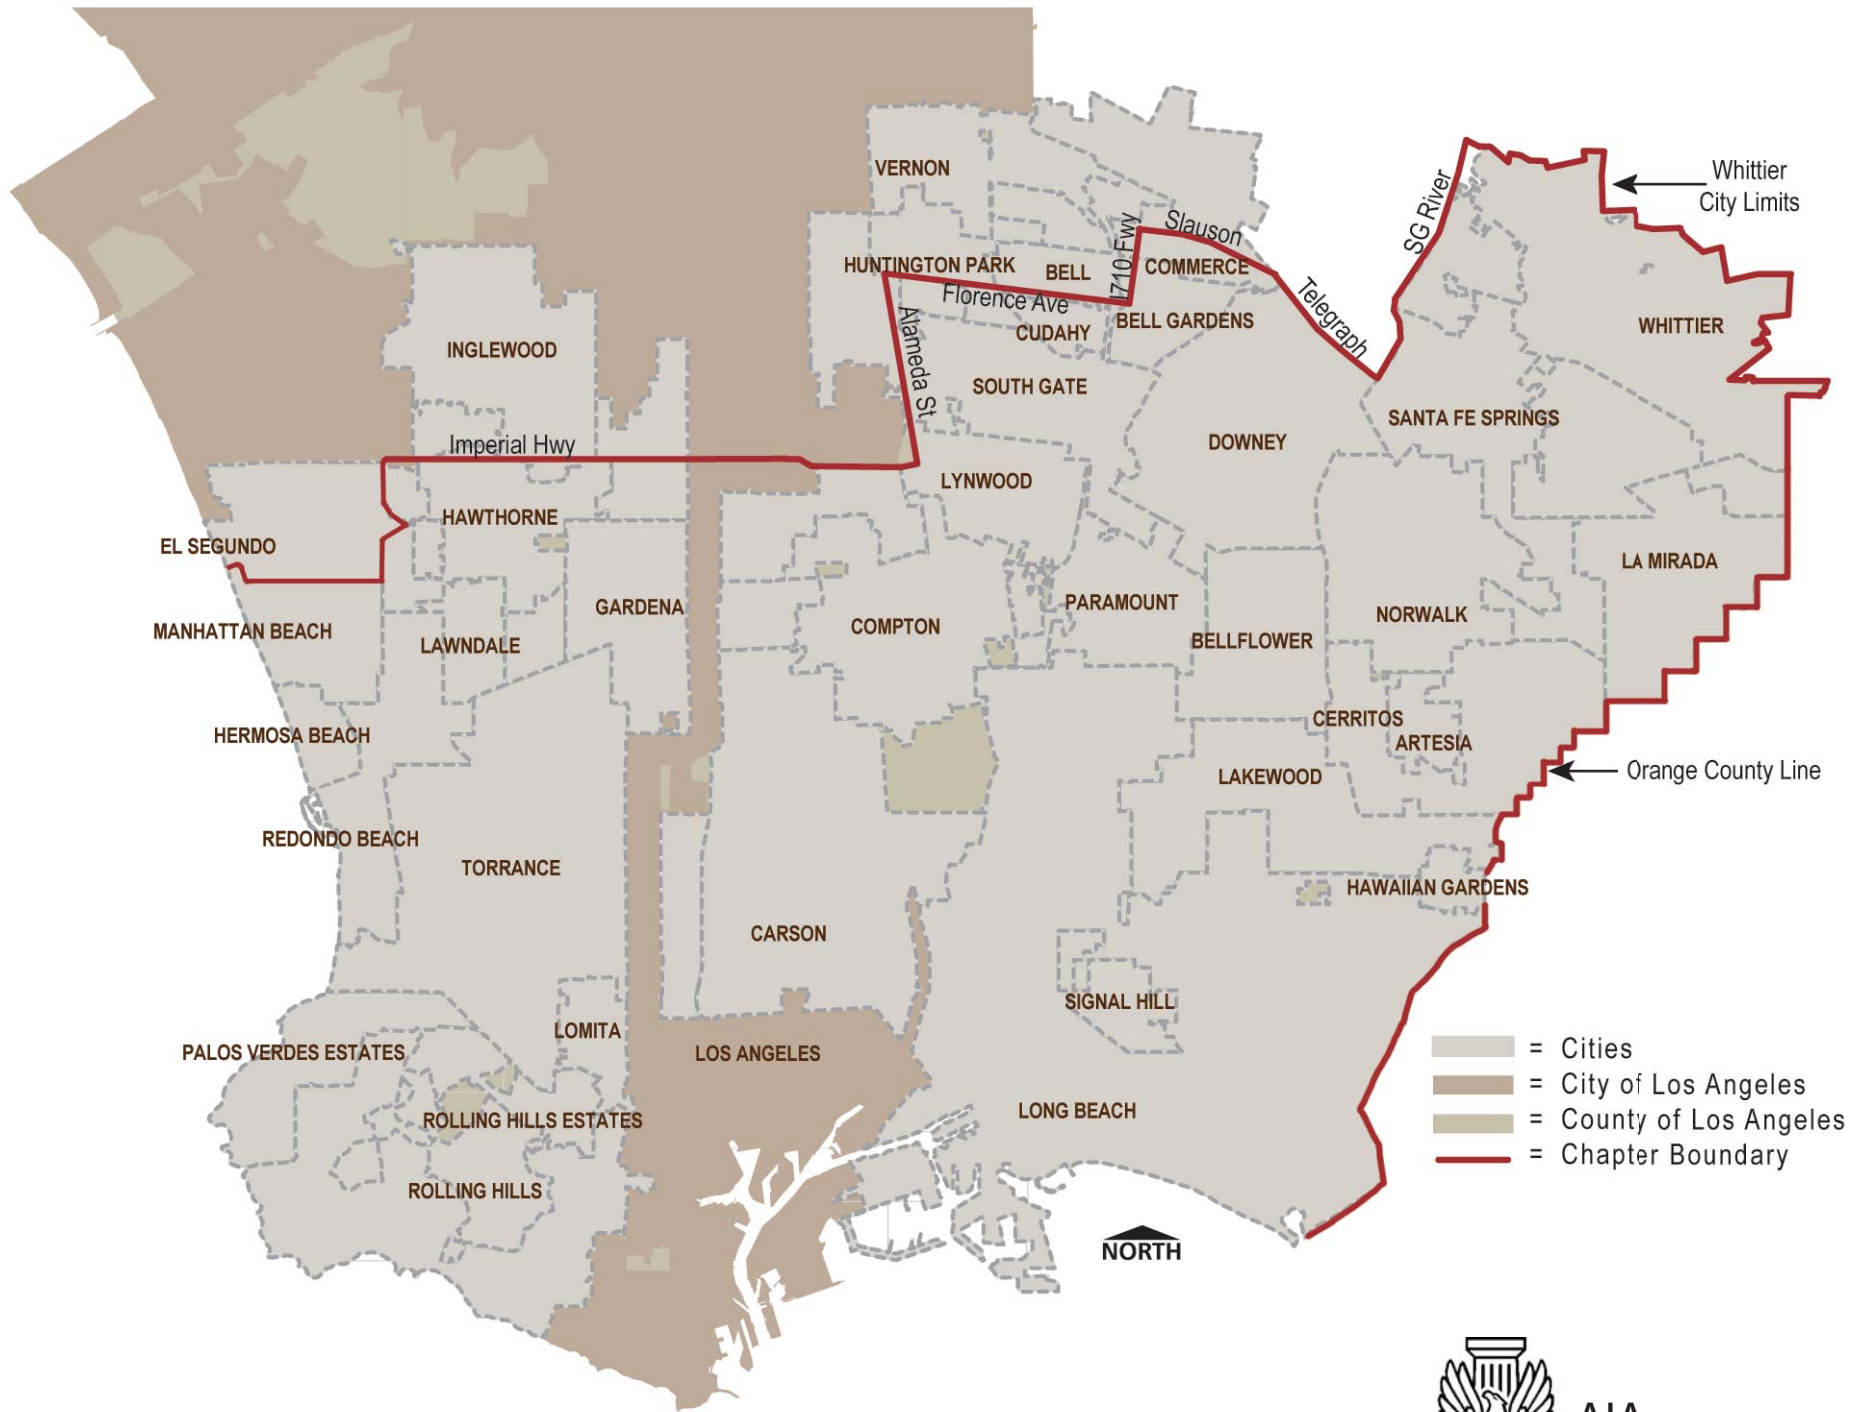 VERNON
Whittier
City Limits
SG River
Slauson
I710 Fwy
HUNTINGTON PARK
BELL
COMMERCE
Florence Ave
Telegraph
Alameda St
CUDAHY
BELL GARDENS
WHITTIER
INGLEWOOD
SOUTH GATE
SANTA FE SPRINGS
Imperial Hwy
DOWNEY
LYNWOOD
HAWTHORNE
EL SEGUNDO
LA MIRADA
GARDENA
PARAMOUNT
NORWALK
MANHATTAN BEACH
LAWNDALE
COMPTON
BELLFLOWER
HERMOSA BEACH
CERRITOS
ARTESIA
LAKEWOOD
Orange County Line
REDONDO BEACH
TORRANCE
HAWAIIAN GARDENS
CARSON
SIGNAL HILL
LOMITA
PALOS VERDES ESTATES
LOS ANGELES
= Cities
= City of Los Angeles
= County of Los Angeles
= Chapter Boundary
ROLLING HILLS ESTATES
LONG BEACH
ROLLING HILLS
NORTH
AIA